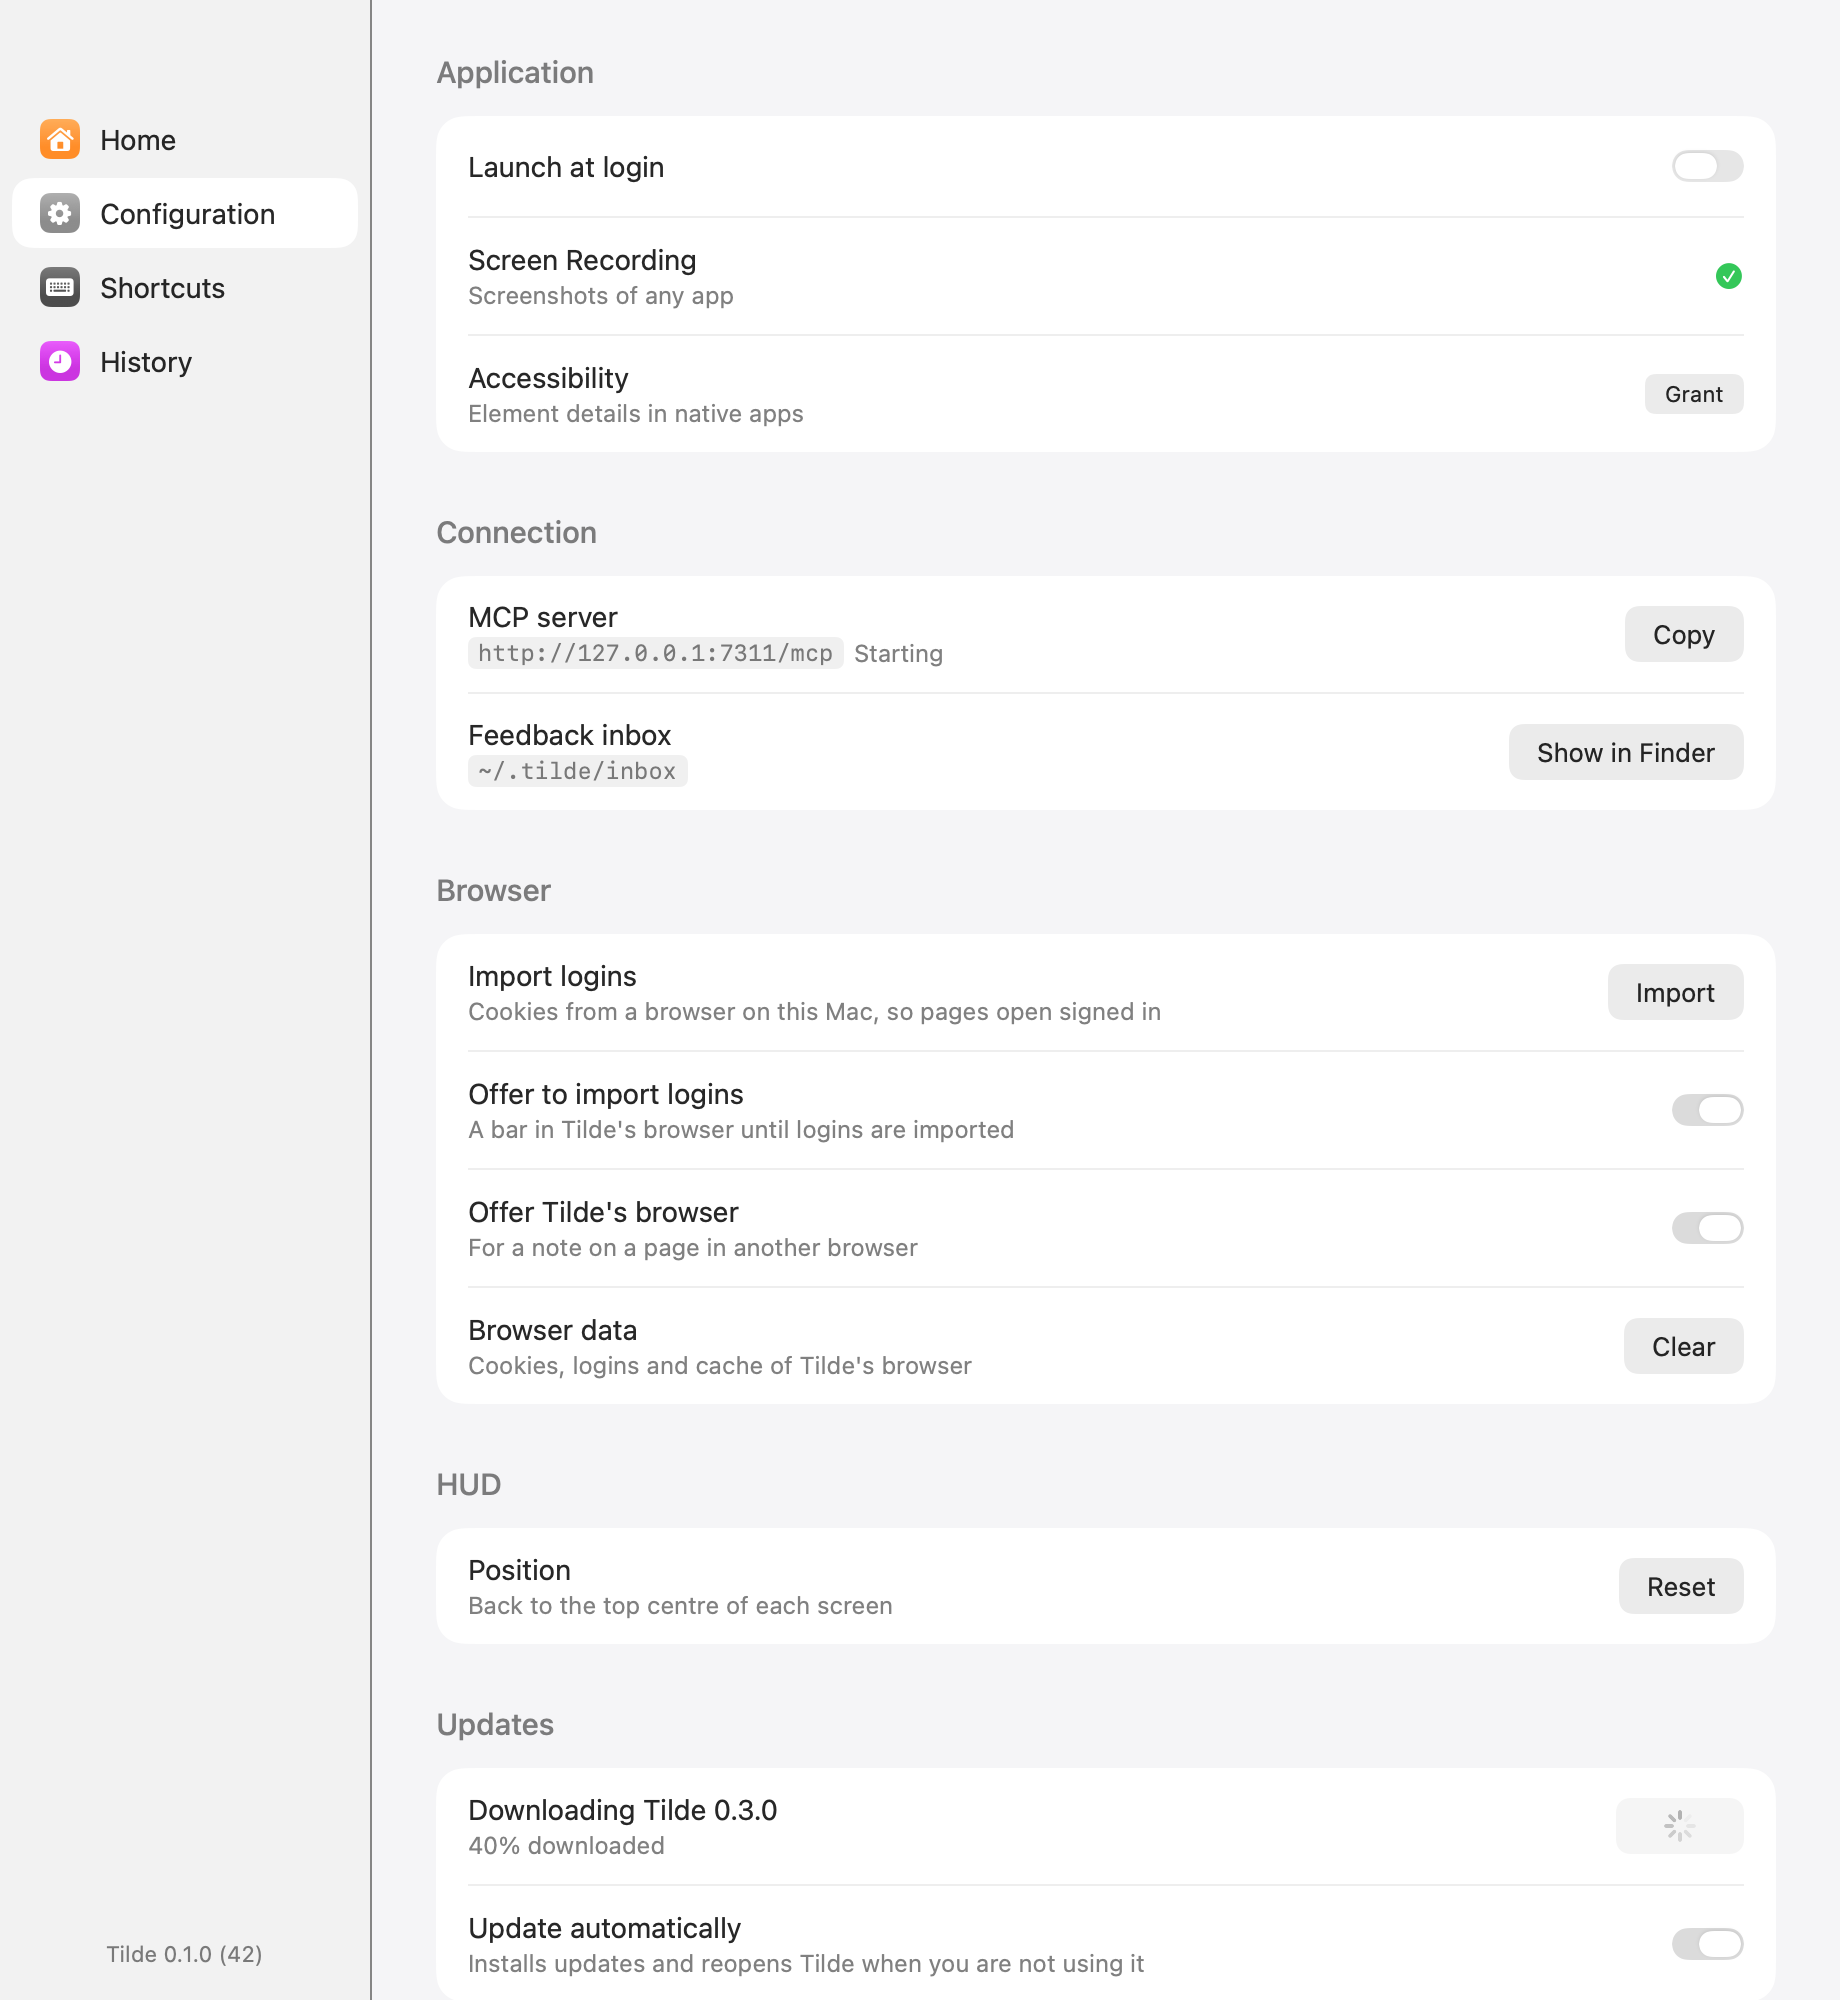 Home
Configuration
Shortcuts
History
Tilde 0.1.0 (42)
Application
Launch at login
Screen Recording
Screenshots of any app
Accessibility
Element details in native apps
Grant
Connection
MCP server
http://127.0.0.1:7311/mcp Starting
Copy
Feedback inbox
~/.tilde/inbox
Show in Finder
Browser
Import logins
Cookies from a browser on this Mac, so pages open signed in
Import
Offer to import logins
A bar in Tilde's browser until logins are imported
Offer Tilde's browser
For a note on a page in another browser
Browser data
Cookies, logins and cache of Tilde's browser
Clear
HUD
Position
Back to the top centre of each screen
Reset
Updates
Downloading Tilde 0.3.0
40% downloaded
Update automatically
Installs updates and reopens Tilde when you are not using it